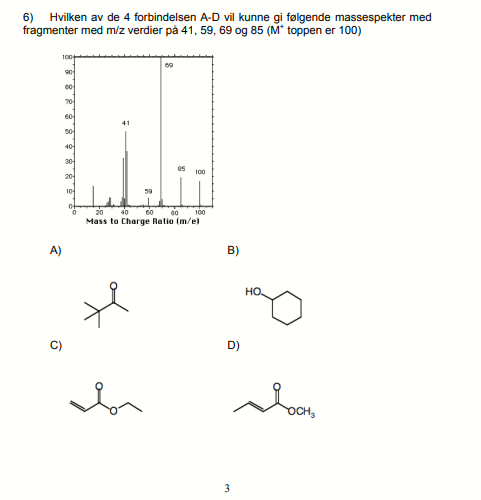 6) Hvilken av de 4 forbindelsen A-D vil kunne gi følgende massespekter med
fragmenter med m/z verdier på 41, 59, 69 og 85 (M⁺ toppen er 100)
100
90
80
70
60
50
40
30
20
10
0
69
41
85
100
59
0 20 40 60 80 100
Mass to Charge Ratio (m/e)
A)
B)
O
HO
C)
D)
O
O
O
OCH₃
3